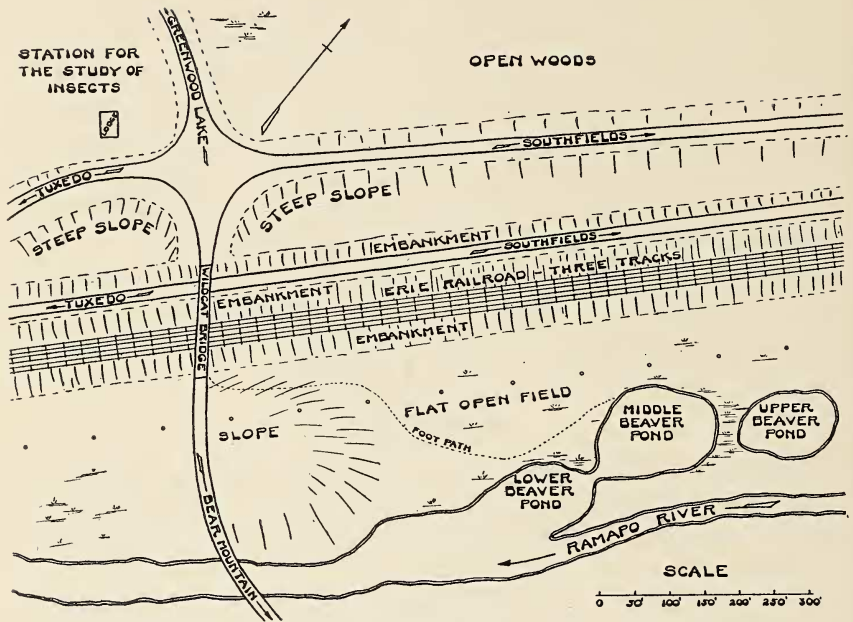 GREENWOOD LAKE
STATION FOR
THE STUDY OF
INSECTS
LODGE
OPEN WOODS
TUXEDO
SOUTHFIELDS
STEEP SLOPE
STEEP SLOPE
EMBANKMENT
SOUTHFIELDS
TUXEDO
WILDCAT BRIDGE
EMBANKMENT
ERIE RAILROAD - THREE TRACKS
EMBANKMENT
FLAT OPEN FIELD
SLOPE
FOOT PATH
MIDDLE
BEAVER
POND
UPPER
BEAVER
POND
LOWER
BEAVER
POND
BEAR MOUNTAIN
RAMAPO RIVER
SCALE
0 50' 100' 150' 200' 250' 300'